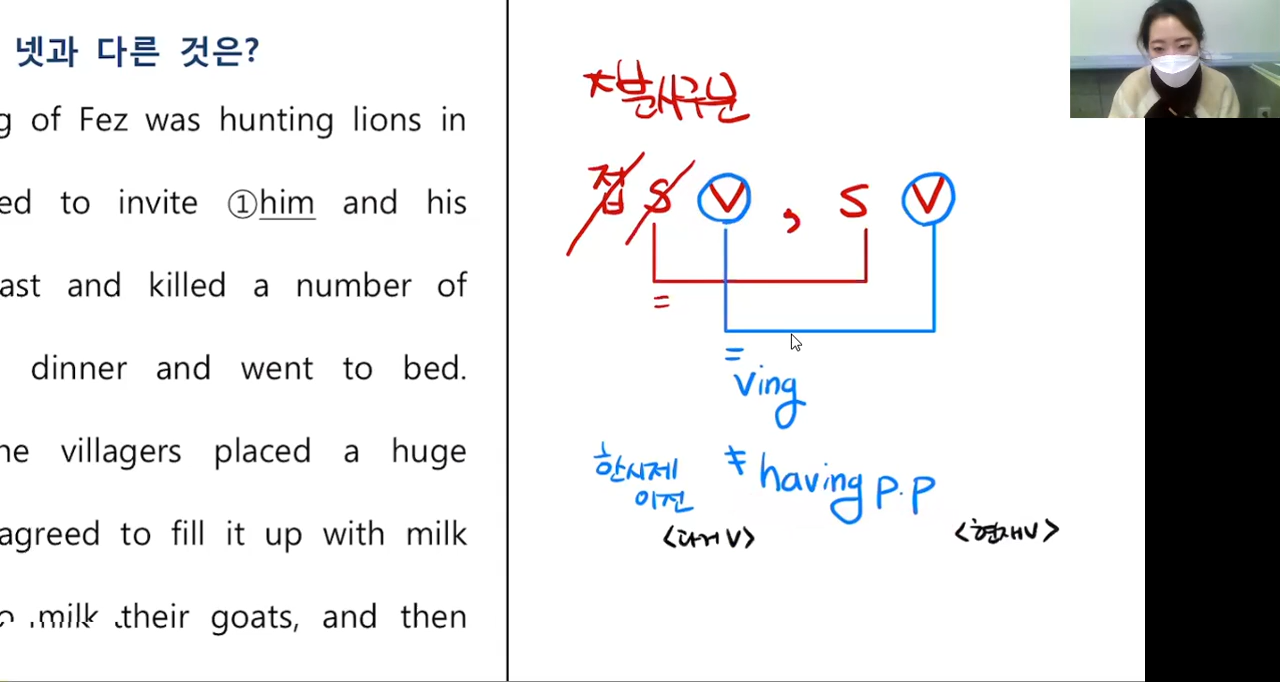 넷과 다른 것은?
g of Fez was hunting lions in
ed to invite ①him and his
ast and killed a number of
dinner and went to bed.
ne villagers placed a huge
agreed to fill it up with milk
milk their goats, and then
*분사구문
접 S V , S V
=
=
Ving
한시제 ≠ having p.p
이전
<과거 V> <현재 V>